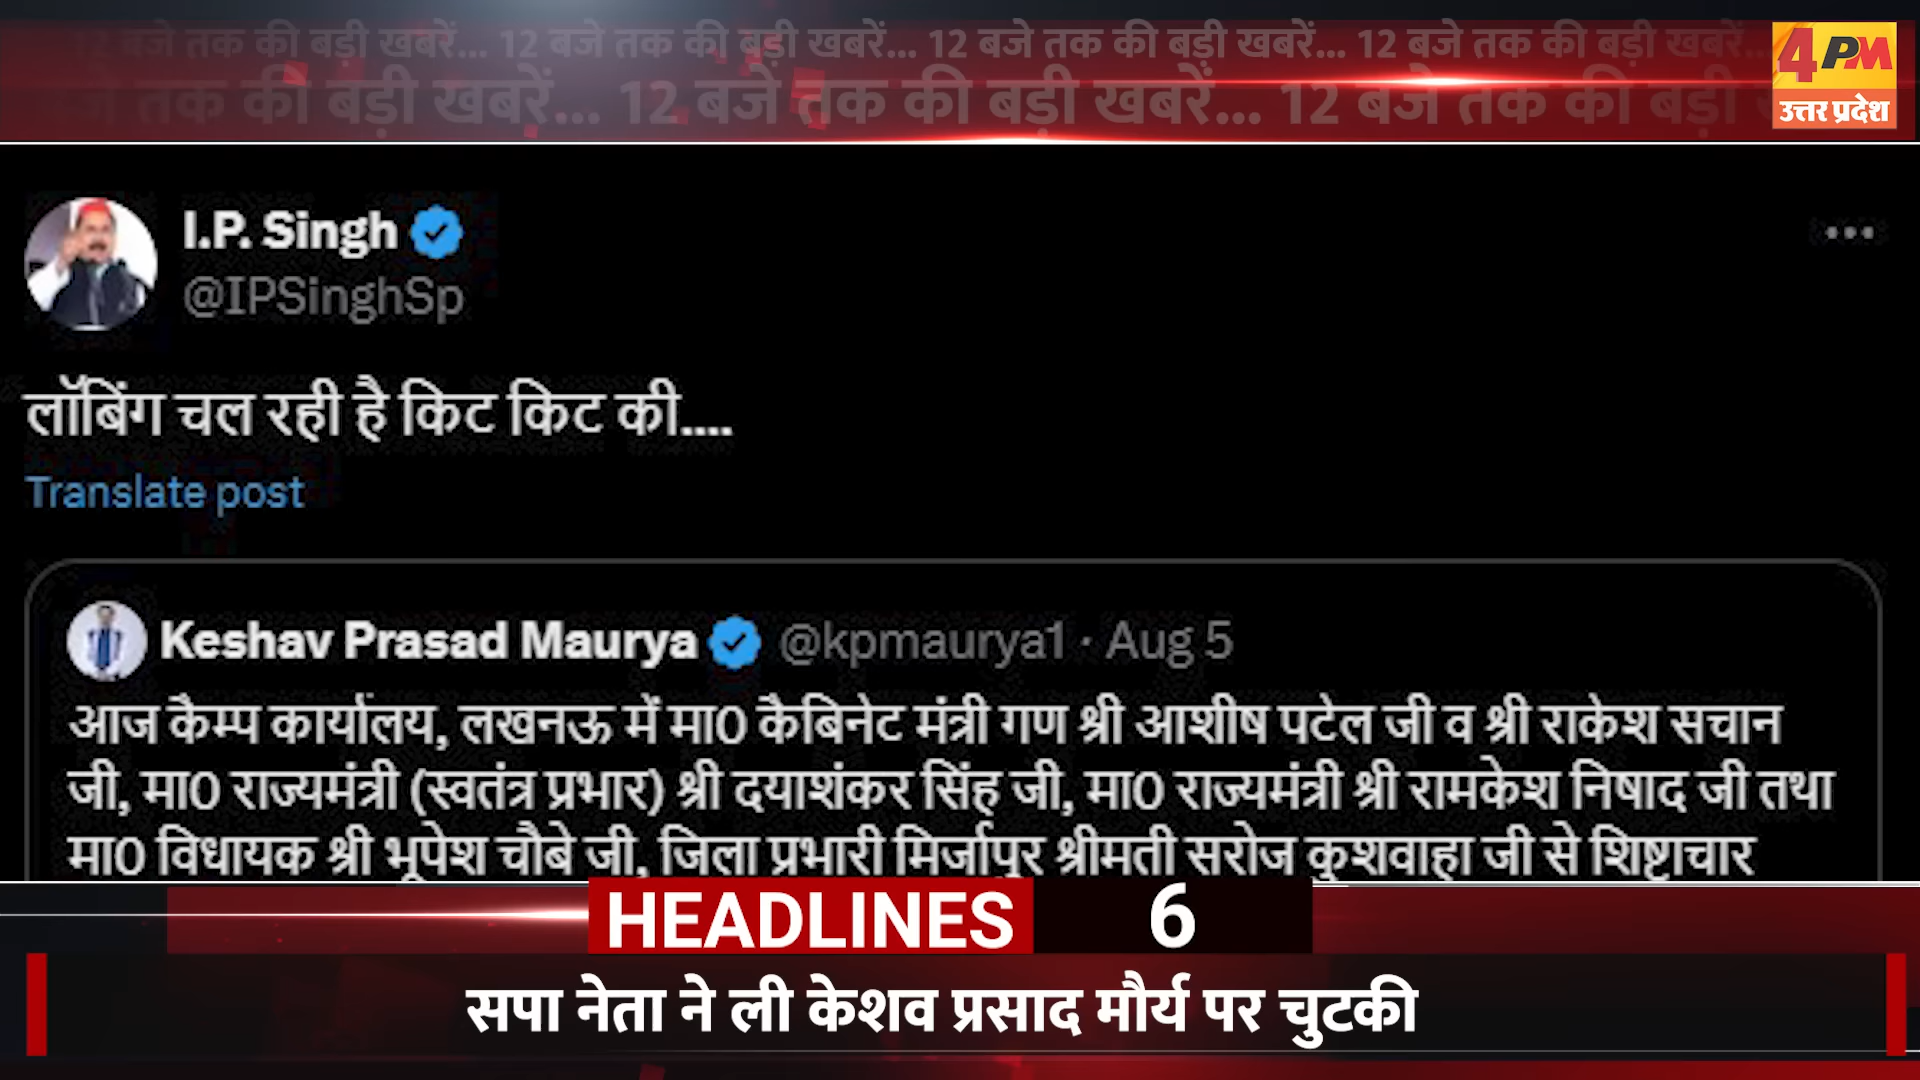 12 बजे तक की बड़ी खबरें... 12 बजे तक की बड़ी खबरें... 12 बजे तक की बड़ी खबरें... 12 बजे तक की बड़ी खबरें...
तक की बड़ी खबरें... 12 बजे तक की बड़ी खबरें... 12 बजे तक की बड़ी
4PM
उत्तर प्रदेश
I.P. Singh
@IPSinghSp
लॉबिंग चल रही है किट किट की....
Translate post
Keshav Prasad Maurya @kpmaurya1 · Aug 5
आज कैम्प कार्यालय, लखनऊ में मा0 कैबिनेट मंत्री गण श्री आशीष पटेल जी व श्री राकेश सचान
जी, मा0 राज्यमंत्री (स्वतंत्र प्रभार) श्री दयाशंकर सिंह जी, मा0 राज्यमंत्री श्री रामकेश निषाद जी तथा
मा0 विधायक श्री भूपेश चौबे जी, जिला प्रभारी मिर्जापुर श्रीमती सरोज कुशवाहा जी से शिष्टाचार
HEADLINES 6
सपा नेता ने ली केशव प्रसाद मौर्य पर चुटकी